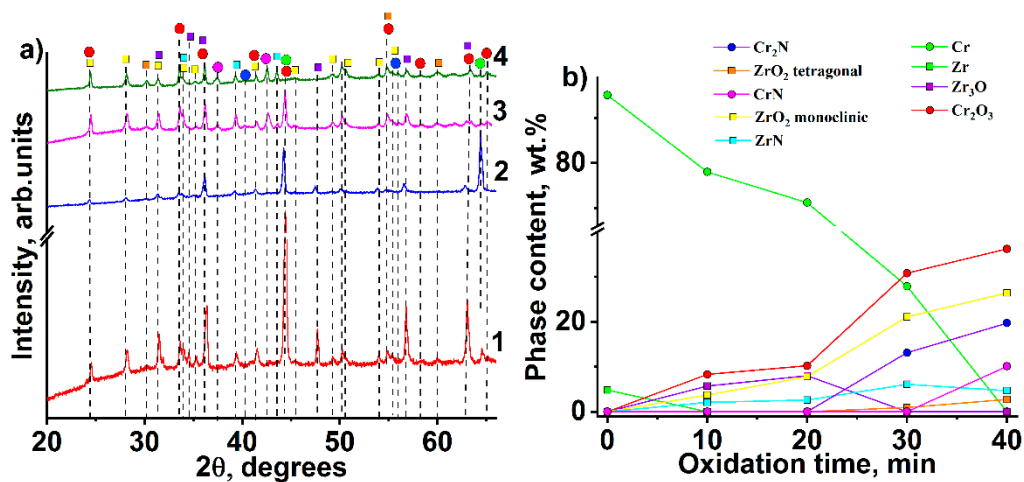 a)
4
3
2
1
Intensity, arb.units
20 30 40 50 60
2θ, degrees
Cr₂N
ZrO₂ tetragonal
CrN
ZrO₂ monoclinic
ZrN
Cr
Zr
Zr₃O
Cr₂O₃
b)
Phase content, wt.%
80
20
0
0 10 20 30 40
Oxidation time, min